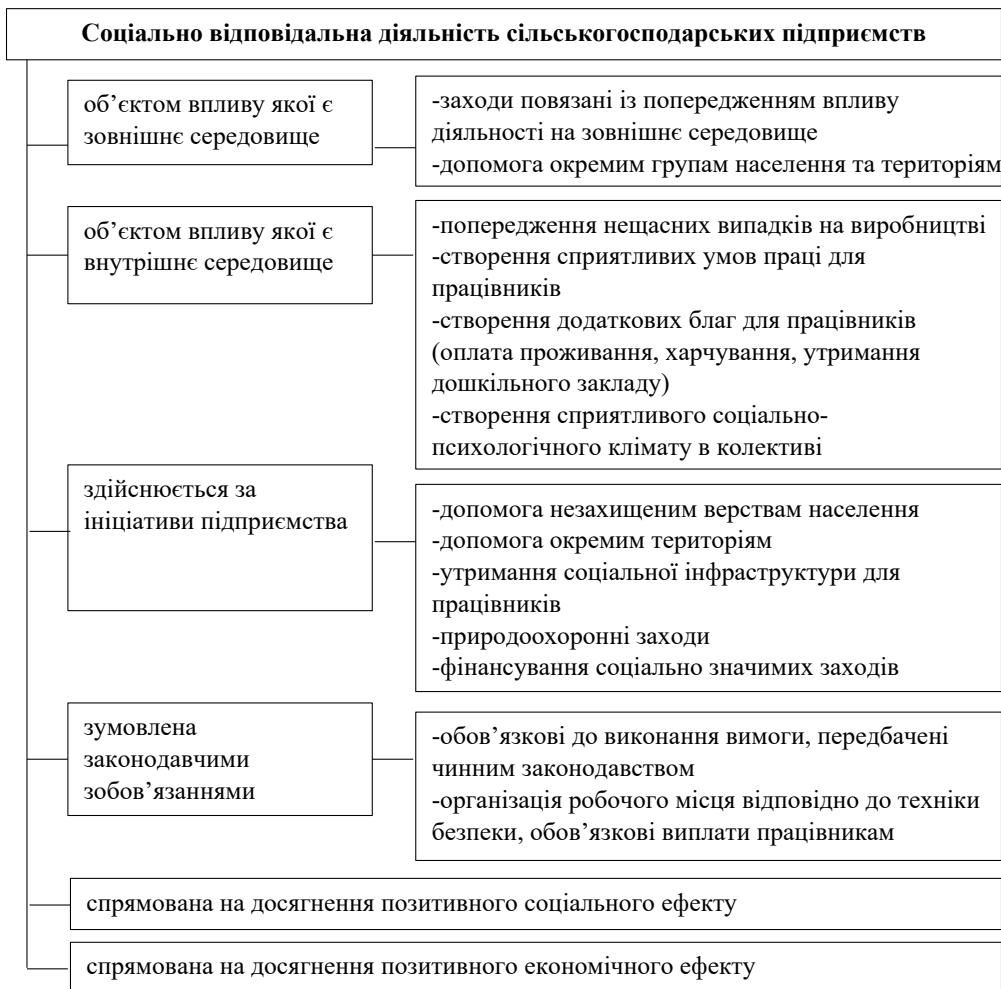 Соціально відповідальна діяльність сільськогосподарських підприємств
об’єктом впливу якої є
зовнішнє середовище
-заходи повязані із попередженням впливу
діяльності на зовнішнє середовище
-допомога окремим групам населення та територіям
об’єктом впливу якої є
внутрішнє середовище
-попередження нещасних випадків на виробництві
-створення сприятливих умов праці для
працівників
-створення додаткових благ для працівників
(оплата проживання, харчування, утримання
дошкільного закладу)
-створення сприятливого соціально-
психологічного клімату в колективі
здійснюється за
ініціативи підприємства
-допомога незахищеним верствам населення
-допомога окремим територіям
-утримання соціальної інфраструктури для
працівників
-природоохоронні заходи
-фінансування соціально значимих заходів
зумовлена
законодавчими
зобов’язаннями
-обов’язкові до виконання вимоги, передбачені
чинним законодавством
-організація робочого місця відповідно до техніки
безпеки, обов’язкові виплати працівникам
спрямована на досягнення позитивного соціального ефекту
спрямована на досягнення позитивного економічного ефекту